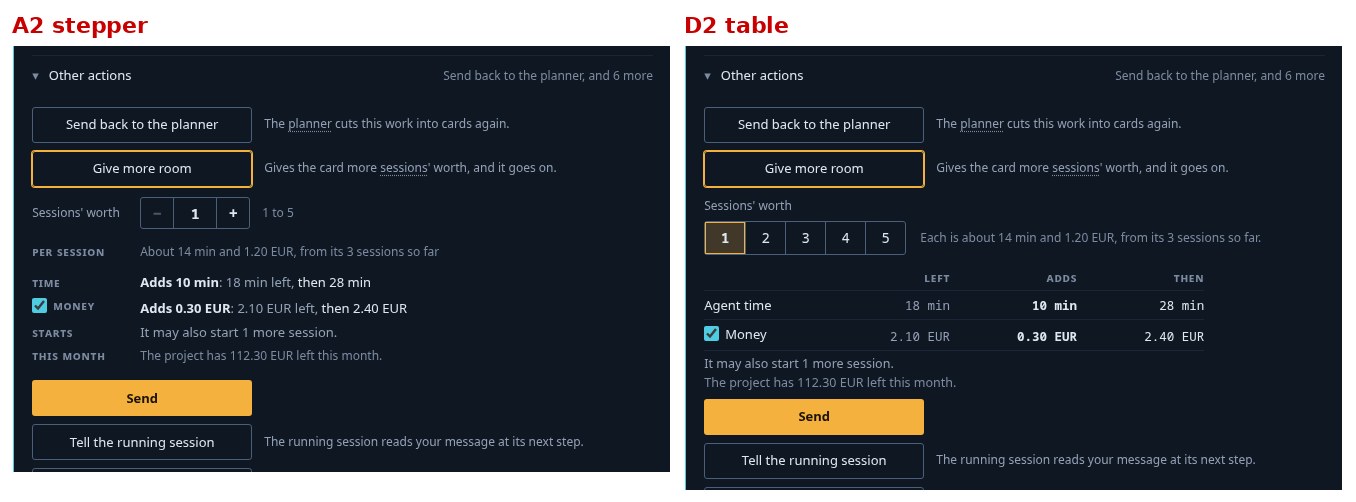 A2 stepper
▾ Other actions Send back to the planner, and 6 more
Send back to the planner The planner cuts this work into cards again.
Give more room Gives the card more sessions' worth, and it goes on.
Sessions' worth − 1 + 1 to 5
PER SESSION About 14 min and 1.20 EUR, from its 3 sessions so far
TIME Adds 10 min: 18 min left, then 28 min
MONEY Adds 0.30 EUR: 2.10 EUR left, then 2.40 EUR
STARTS It may also start 1 more session.
THIS MONTH The project has 112.30 EUR left this month.
Send
Tell the running session The running session reads your message at its next step.
D2 table
▾ Other actions Send back to the planner, and 6 more
Send back to the planner The planner cuts this work into cards again.
Give more room Gives the card more sessions' worth, and it goes on.
Sessions' worth
1 2 3 4 5 Each is about 14 min and 1.20 EUR, from its 3 sessions so far.
LEFT ADDS THEN
Agent time 18 min 10 min 28 min
Money 2.10 EUR 0.30 EUR 2.40 EUR
It may also start 1 more session.
The project has 112.30 EUR left this month.
Send
Tell the running session The running session reads your message at its next step.